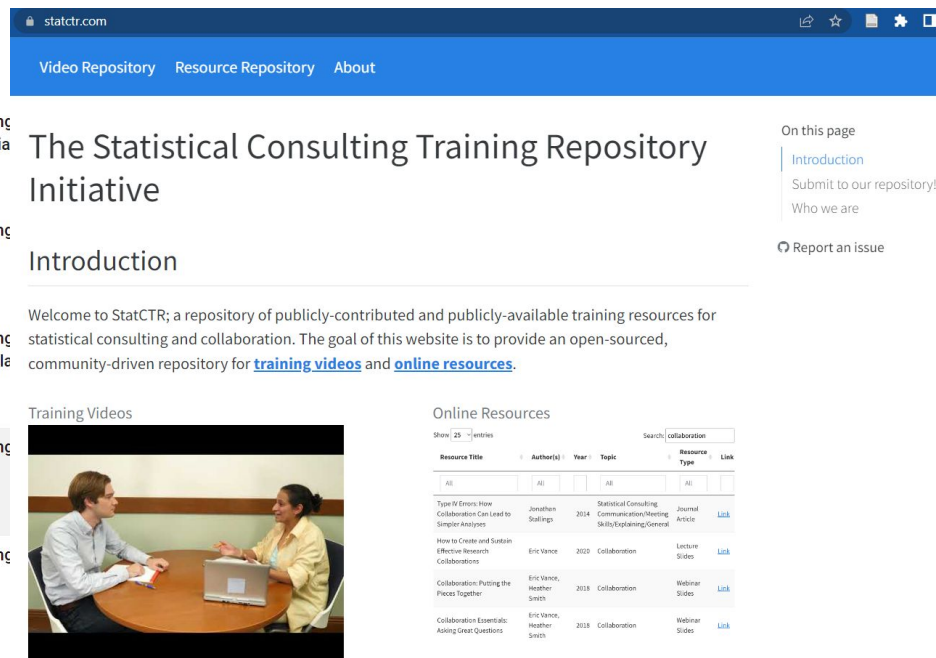 statctr.com
Video Repository Resource Repository About
The Statistical Consulting Training Repository
Initiative
Introduction
Welcome to StatCTR; a repository of publicly-contributed and publicly-available training resources for
statistical consulting and collaboration. The goal of this website is to provide an open-sourced,
community-driven repository for training videos and online resources.
Training Videos
Online Resources
Show 25 entries
Search: collaboration
Resource Title Author(s) Year Topic Resource Type Link
All All All All
Type IV Errors: How
Collaboration Can Lead to
Simpler Analyses
Jonathan
Stallings
2014
Statistical Consulting
Communication/Meeting
Skills/Explaining/General
Journal
Article
Link
How to Create and Sustain
Effective Research
Collaborations
Eric Vance
2020
Collaboration
Lecture
Slides
Link
Collaboration: Putting the
Pieces Together
Eric Vance,
Heather
Smith
2018
Collaboration
Webinar
Slides
Link
Collaboration Essentials:
Asking Great Questions
Eric Vance,
Heather
Smith
2018
Collaboration
Webinar
Slides
Link
On this page
Introduction
Submit to our repository!
Who we are
Report an issue